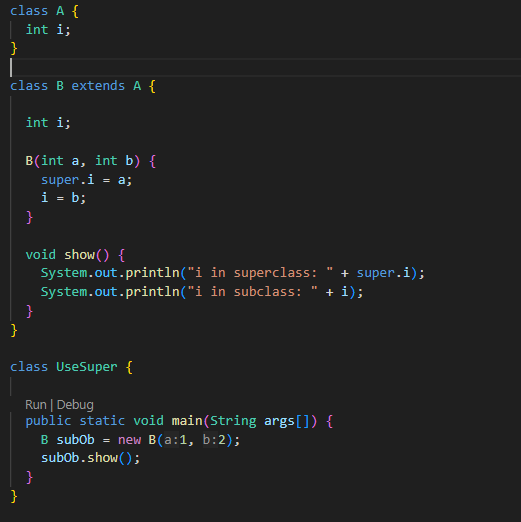 class A {
  int i;
}

class B extends A {

  int i;

  B(int a, int b) {
    super.i = a;
    i = b;
  }

  void show() {
    System.out.println("i in superclass: " + super.i);
    System.out.println("i in subclass: " + i);
  }
}

class UseSuper {

  Run | Debug
  public static void main(String args[]) {
    B subOb = new B(a:1, b:2);
    subOb.show();
  }
}